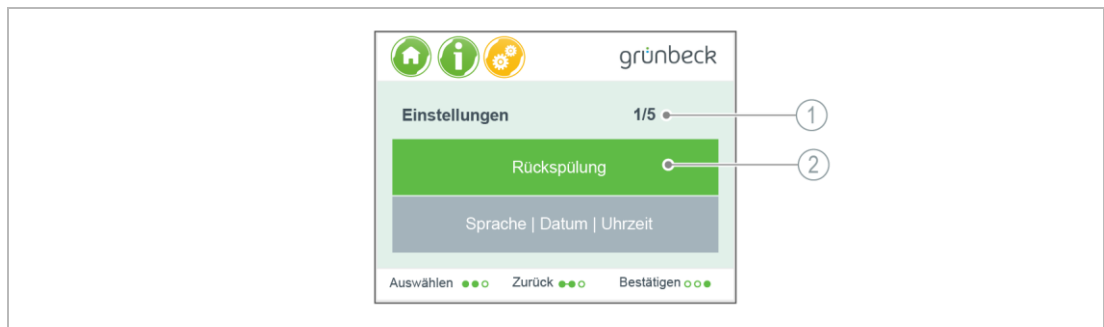 grünbeck
Einstellungen 1/5
1
Rückspülung
2
Sprache | Datum | Uhrzeit
Auswählen Zurück Bestätigen